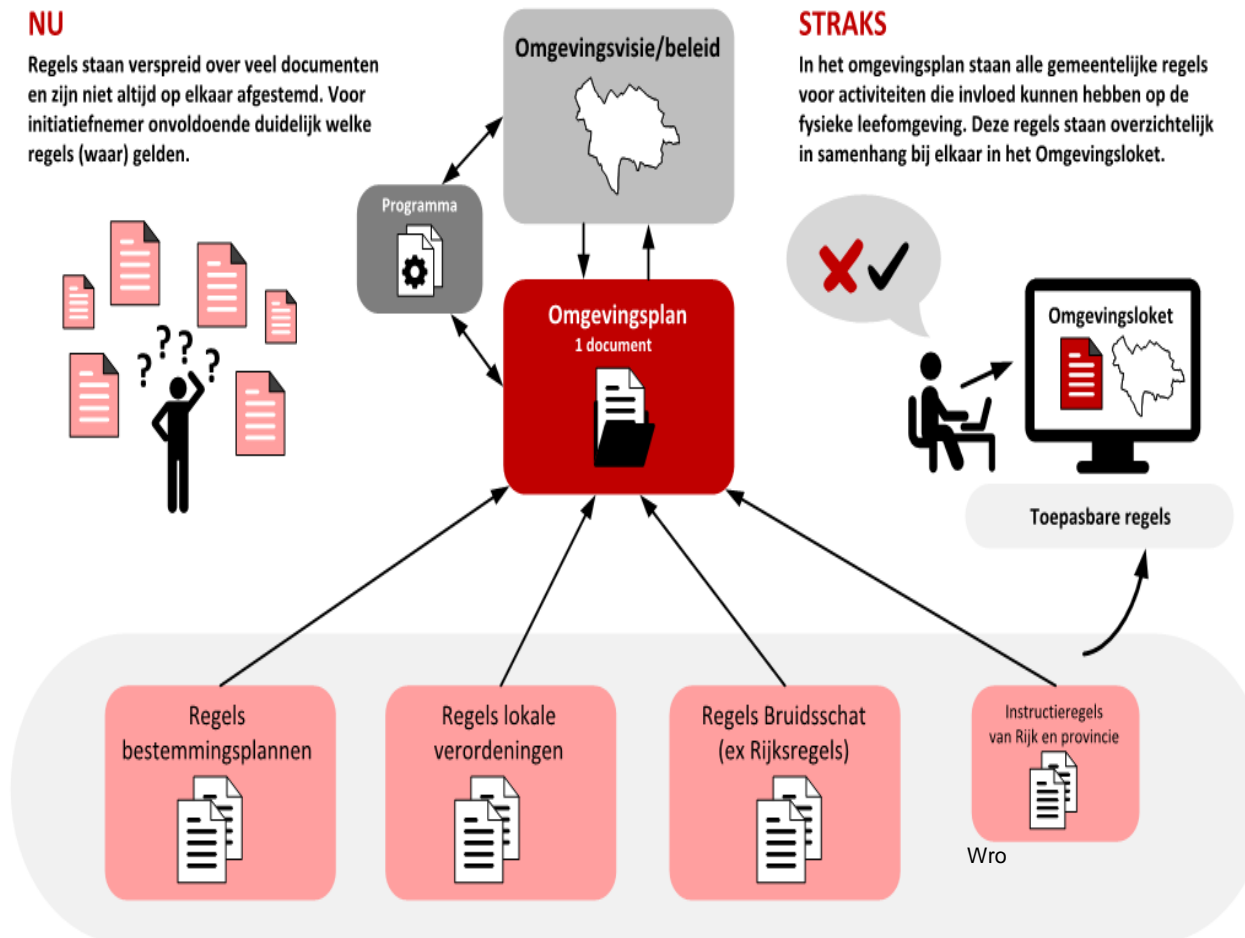 NU
Regels staan verspreid over veel documenten
en zijn niet altijd op elkaar afgestemd. Voor
initiatiefnemer onvoldoende duidelijk welke
regels (waar) gelden.
Omgevingsvisie/beleid
STRAKS
In het omgevingsplan staan alle gemeentelijke regels
voor activiteiten die invloed kunnen hebben op de
fysieke leefomgeving. Deze regels staan overzichtelijk
in samenhang bij elkaar in het Omgevingsloket.
Programma
? ? ? ?
Omgevingsplan
1 document
Omgevingsloket
Toepasbare regels
Regels
bestemmingsplannen
Regels lokale
verordeningen
Regels Bruidsschat
(ex Rijksregels)
Instructieregels
van Rijk en provincie
Wro